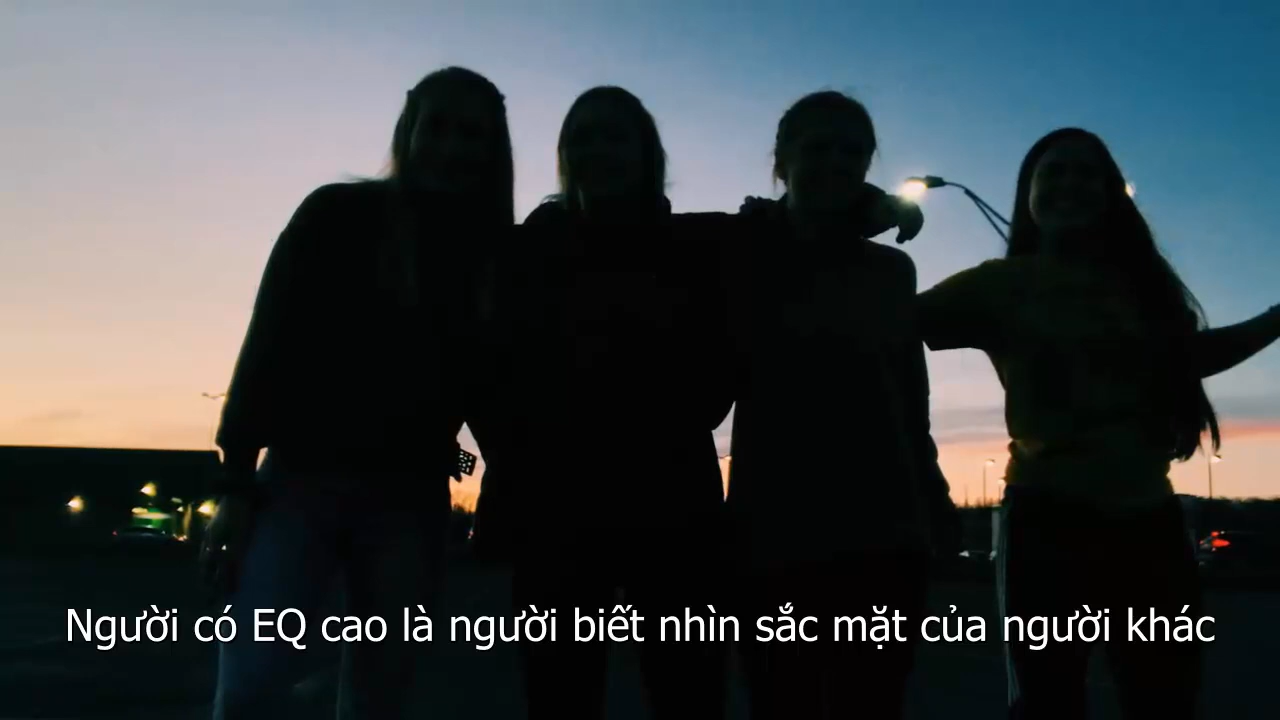 Người có EQ cao là người biết nhìn sắc mặt của người khác